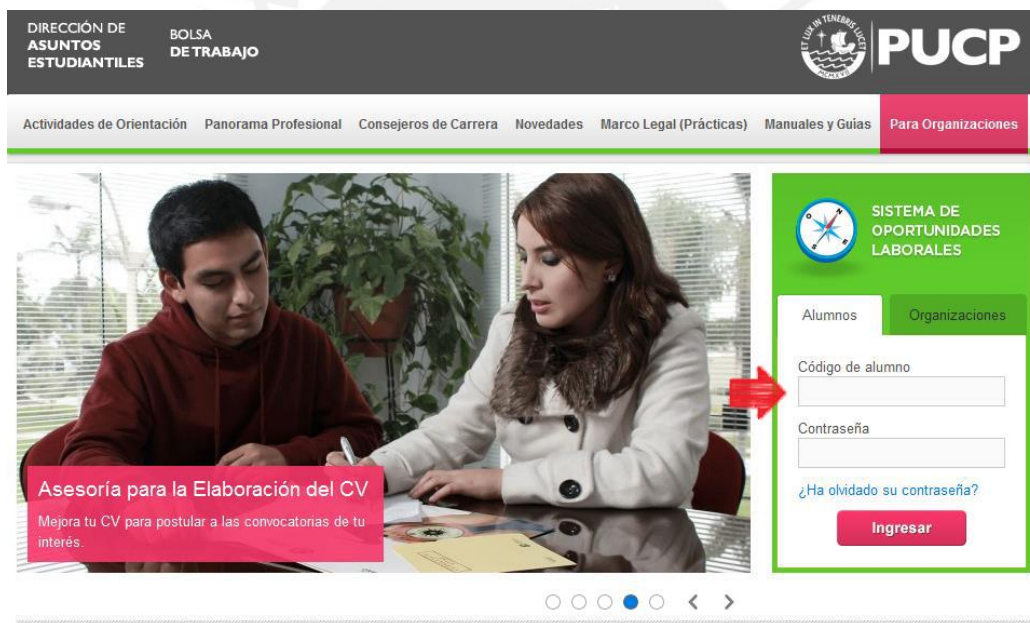 DIRECCIÓN DE
ASUNTOS
ESTUDIANTILES
BOLSA
DE TRABAJO
ET LUX IN TENEBRIS LUCET
MCMXVII
PUCP
Actividades de Orientación Panorama Profesional Consejeros de Carrera Novedades Marco Legal (Prácticas) Manuales y Guías Para Organizaciones
Asesoría para la Elaboración del CV
Mejora tu CV para postular a las convocatorias de tu
interés.
SISTEMA DE
OPORTUNIDADES
LABORALES
Alumnos Organizaciones
Código de alumno
Contraseña
¿Ha olvidado su contraseña?
Ingresar